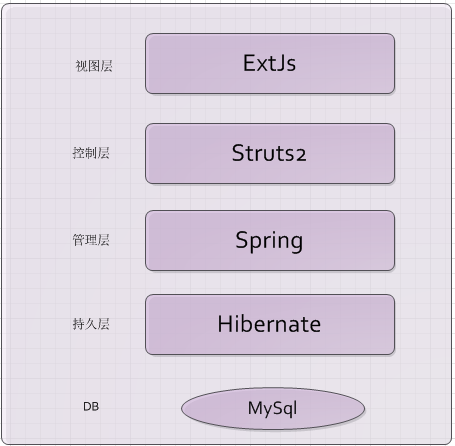 视图层 ExtJs
控制层 Struts2
管理层 Spring
持久层 Hibernate
DB MySql